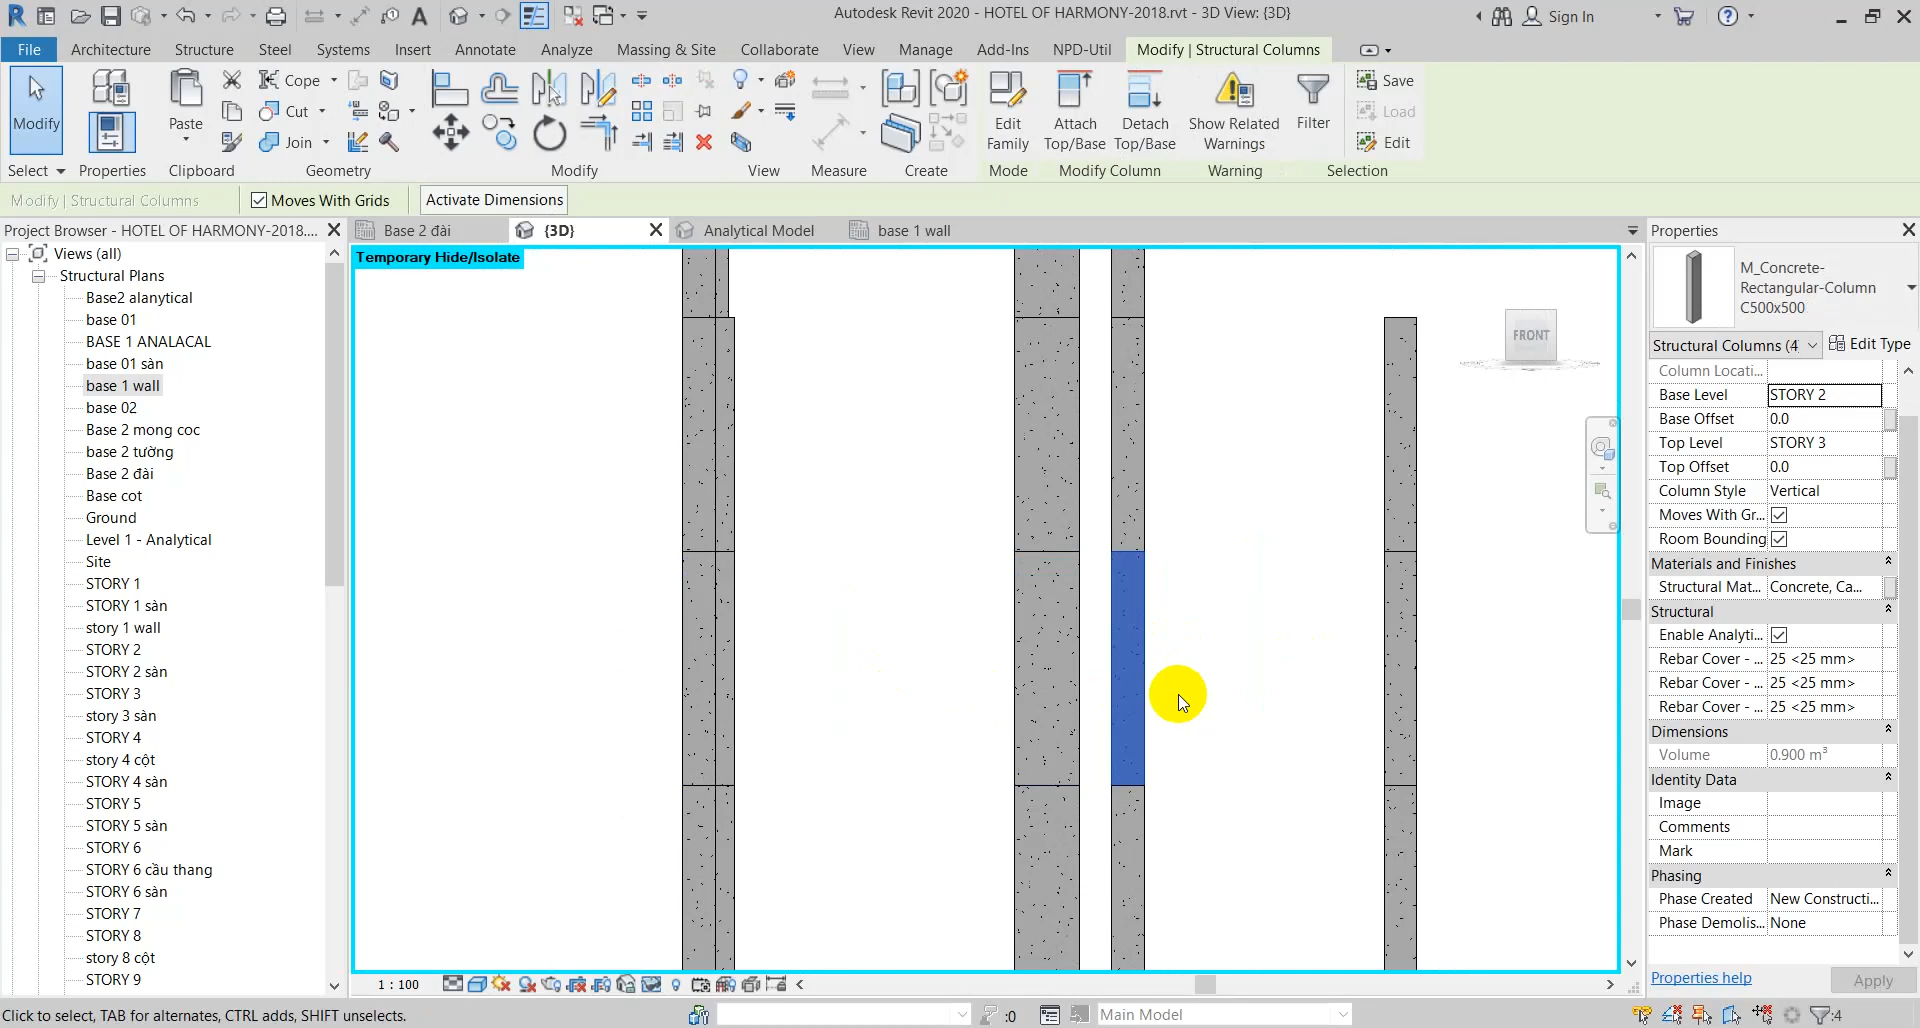 Autodesk Revit 2020 - HOTEL OF HARMONY-2018.rvt - 3D View: {3D}
Sign In
File
Architecture
Structure
Steel
Systems
Insert
Annotate
Analyze
Massing & Site
Collaborate
View
Manage
Add-Ins
NPD-Util
Modify | Structural Columns
Modify
Paste
Cope
Cut
Join
Edit
Family
Attach
Top/Base
Detach
Top/Base
Show Related
Warnings
Filter
Save
Load
Edit
Select
Properties
Clipboard
Geometry
Modify
View
Measure
Create
Mode
Modify Column
Warning
Selection
Modify | Structural Columns
Moves With Grids
Activate Dimensions
Project Browser - HOTEL OF HARMONY-2018....
Views (all)
Structural Plans
Base2 alanytical
base 01
BASE 1 ANALACAL
base 01 sàn
base 1 wall
base 02
Base 2 mong coc
base 2 tường
Base 2 đài
Base cot
Ground
Level 1 - Analytical
Site
STORY 1
STORY 1 sàn
story 1 wall
STORY 2
STORY 2 sàn
STORY 3
story 3 sàn
STORY 4
story 4 cột
STORY 4 sàn
STORY 5
STORY 5 sàn
STORY 6
STORY 6 cầu thang
STORY 6 sàn
STORY 7
STORY 8
story 8 cột
STORY 9
Base 2 đài
{3D}
Analytical Model
base 1 wall
Temporary Hide/Isolate
FRONT
1 : 100
Properties
M_Concrete-
Rectangular-Column
C500x500
Structural Columns (4
Edit Type
Column Locati...
Base Level STORY 2
Base Offset 0.0
Top Level STORY 3
Top Offset 0.0
Column Style Vertical
Moves With Gr...
Room Bounding
Materials and Finishes
Structural Mat... Concrete, Ca...
Structural
Enable Analyti...
Rebar Cover - ... 25 <25 mm>
Rebar Cover - ... 25 <25 mm>
Rebar Cover - ... 25 <25 mm>
Dimensions
Volume 0.900 m³
Identity Data
Image
Comments
Mark
Phasing
Phase Created New Constructi...
Phase Demolis... None
Properties help
Apply
Click to select, TAB for alternates, CTRL adds, SHIFT unselects.
:0
Main Model
:4